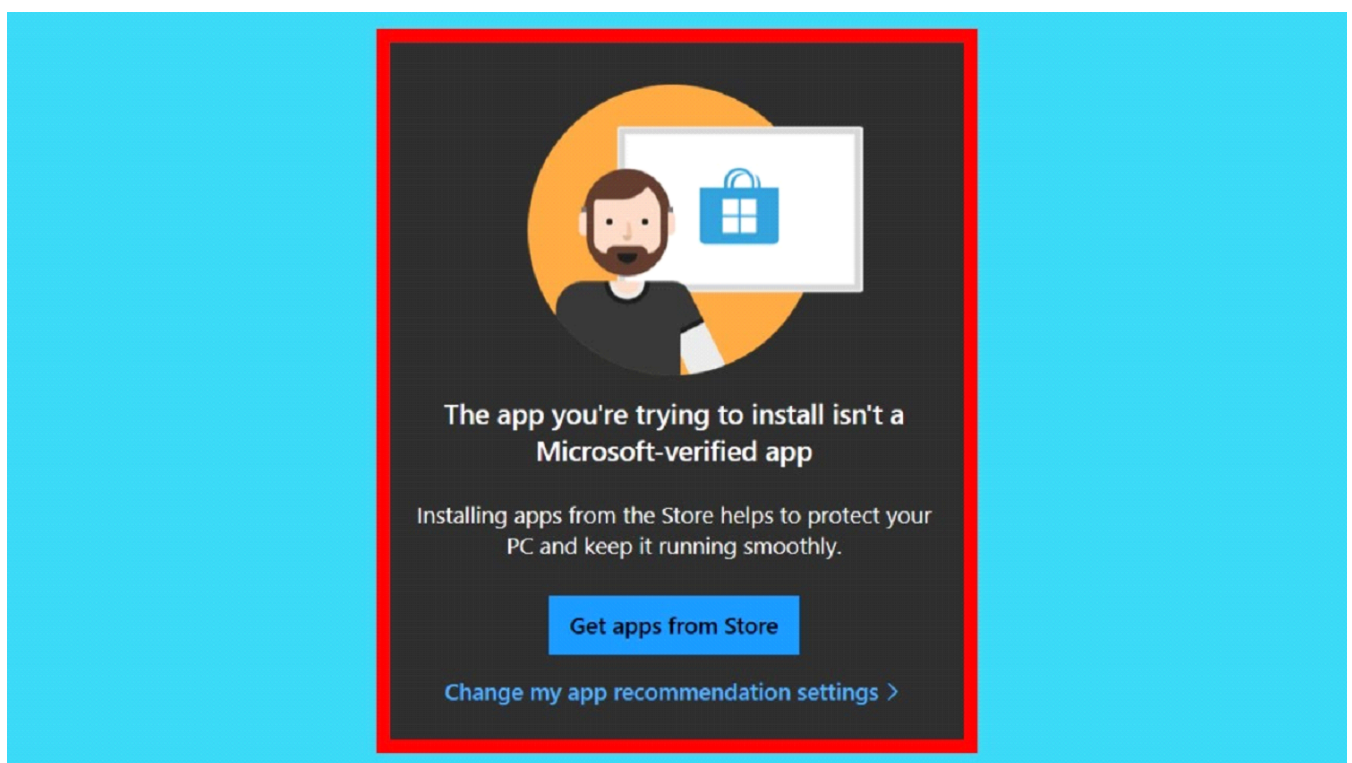 The app you're trying to install isn't a
Microsoft-verified app
Installing apps from the Store helps to protect your
PC and keep it running smoothly.
Get apps from Store
Change my app recommendation settings >